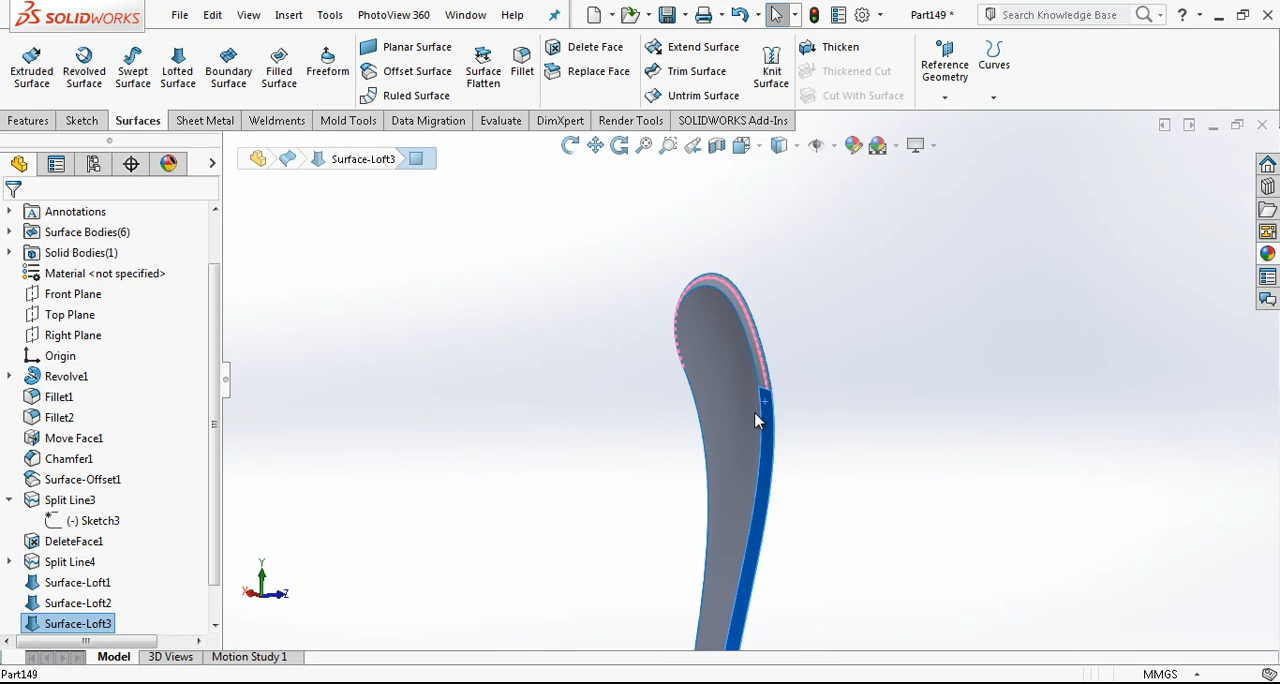 SOLIDWORKS File Edit View Insert Tools PhotoView 360 Window Help Part149 * Search Knowledge Base ?
Extruded Surface
Revolved Surface
Swept Surface
Lofted Surface
Boundary Surface
Filled Surface
Freeform
Planar Surface
Offset Surface
Ruled Surface
Surface Flatten
Fillet
Delete Face
Replace Face
Extend Surface
Trim Surface
Untrim Surface
Knit Surface
Thicken
Thickened Cut
Cut With Surface
Reference Geometry
Curves
Features Sketch Surfaces Sheet Metal Weldments Mold Tools Data Migration Evaluate DimXpert Render Tools SOLIDWORKS Add-Ins
Surface-Loft3
Annotations
Surface Bodies(6)
Solid Bodies(1)
Material <not specified>
Front Plane
Top Plane
Right Plane
Origin
Revolve1
Fillet1
Fillet2
Move Face1
Chamfer1
Surface-Offset1
Split Line3
(-) Sketch3
DeleteFace1
Split Line4
Surface-Loft1
Surface-Loft2
Surface-Loft3
Y
X
Z
Model 3D Views Motion Study 1
Part149 MMGS